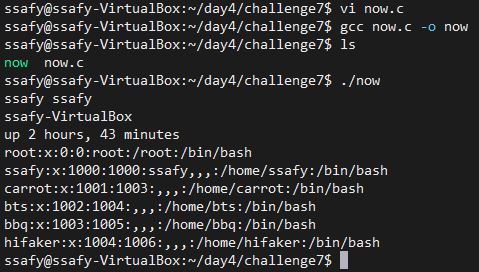 ssafy@ssafy-VirtualBox:~/day4/challenge7$ vi now.c
ssafy@ssafy-VirtualBox:~/day4/challenge7$ gcc now.c -o now
ssafy@ssafy-VirtualBox:~/day4/challenge7$ ls
now  now.c
ssafy@ssafy-VirtualBox:~/day4/challenge7$ ./now
ssafy ssafy
ssafy-VirtualBox
up 2 hours, 43 minutes
root:x:0:0:root:/root:/bin/bash
ssafy:x:1000:1000:ssafy,,,:/home/ssafy:/bin/bash
carrot:x:1001:1003:,,,:/home/carrot:/bin/bash
bts:x:1002:1004:,,,:/home/bts:/bin/bash
bbq:x:1003:1005:,,,:/home/bbq:/bin/bash
hifaker:x:1004:1006:,,,:/home/hifaker:/bin/bash
ssafy@ssafy-VirtualBox:~/day4/challenge7$